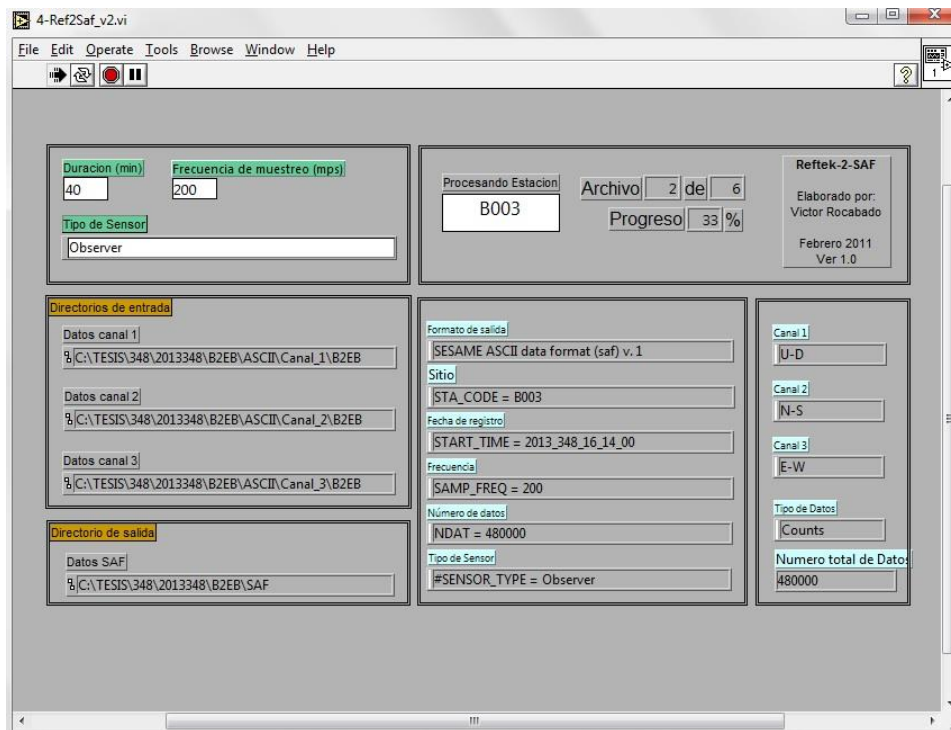 4-Ref2Saf_v2.vi
File Edit Operate Tools Browse Window Help
1
Duracion (min)
40
Frecuencia de muestreo (mps)
200
Tipo de Sensor
Observer
Procesando Estacion
B003
Archivo 2 de 6
Progreso 33 %
Reftek-2-SAF
Elaborado por:
Victor Rocabado
Febrero 2011
Ver 1.0
Directorios de entrada
Datos canal 1
C:\TESIS\348\2013348\B2EB\ASCII\Canal_1\B2EB
Datos canal 2
C:\TESIS\348\2013348\B2EB\ASCII\Canal_2\B2EB
Datos canal 3
C:\TESIS\348\2013348\B2EB\ASCII\Canal_3\B2EB
Directorio de salida
Datos SAF
C:\TESIS\348\2013348\B2EB\SAF
Formato de salida
SESAME ASCII data format (saf) v. 1
Sitio
STA_CODE = B003
Fecha de registro
START_TIME = 2013_348_16_14_00
Frecuencia
SAMP_FREQ = 200
Número de datos
NDAT = 480000
Tipo de Sensor
#SENSOR_TYPE = Observer
Canal 1
U-D
Canal 2
N-S
Canal 3
E-W
Tipo de Datos
Counts
Numero total de Datos
480000